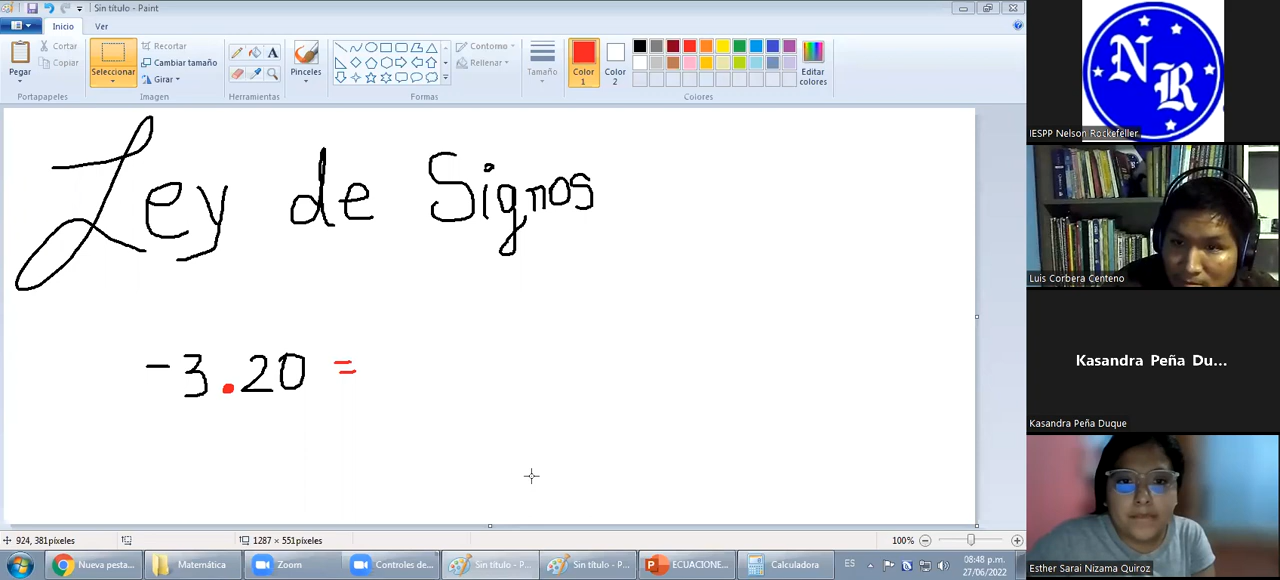 Sin título - Paint
Inicio
Ver
Pegar
Cortar
Copiar
Portapapeles
Seleccionar
Recortar
Cambiar tamaño
Girar
Imagen
A
Herramientas
Pinceles
Contorno
Rellenar
Formas
Tamaño
Color 1
Color 2
Editar colores
Colores
Ley de Signos
-3.20 =
924, 381píxeles
1287 × 551píxeles
100%
Nueva pesta...
Matemática
Zoom
Controles de...
Sin título - P...
Sin título - P...
ECUACIONE...
Calculadora
ES
08:48 p.m.
27/06/2022
NR
IESPP Nelson Rockefeller
Luis Corbera Centeno
Kasandra Peña Du...
Kasandra Peña Duque
Esther Sarai Nizama Quiroz